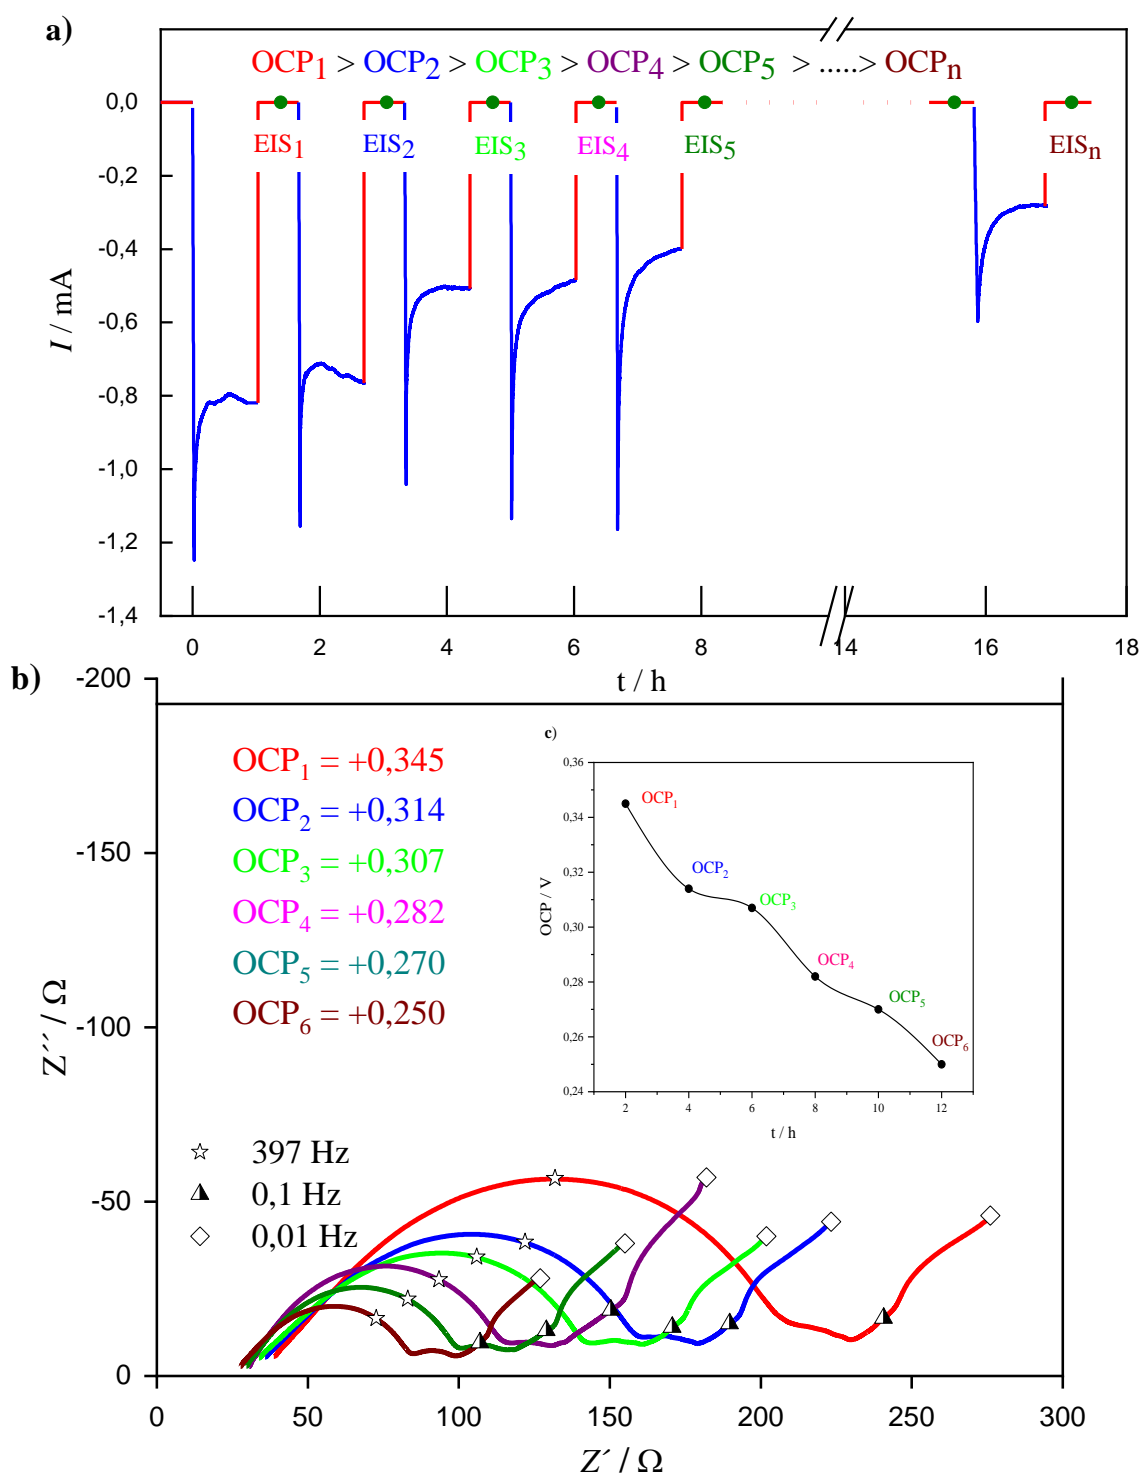 a)
OCP1 > OCP2 > OCP3 > OCP4 > OCP5 > .....> OCPn
0,0
-0,2
-0,4
-0,6
-0,8
-1,0
-1,2
-1,4
I / mA
EIS1 EIS2 EIS3 EIS4 EIS5 EISn
0 2 4 6 8 14 16 18
t / h
b)
-200
-150
-100
-50
0
Z´´ / Ω
OCP1 = +0,345
OCP2 = +0,314
OCP3 = +0,307
OCP4 = +0,282
OCP5 = +0,270
OCP6 = +0,250
c)
0,36
0,34
0,32
0,30
0,28
0,26
0,24
OCP / V
OCP1
OCP2
OCP3
OCP4
OCP5
OCP6
2 4 6 8 10 12
t / h
397 Hz
0,1 Hz
0,01 Hz
0 50 100 150 200 250 300
Z´ / Ω